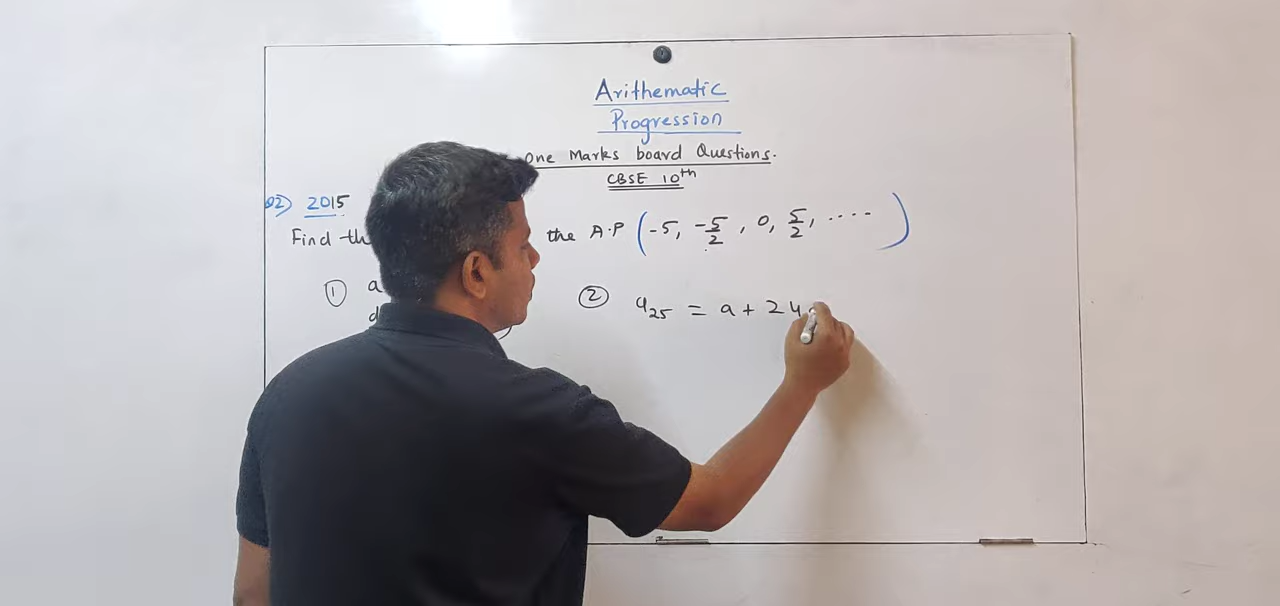 Arithematic
Progression
One Marks board Questions.
CBSE 10th
Q2) 2015
Find the the A.P (-5, -5/2, 0, 5/2, ....)
① a
d
② a25 = a + 24